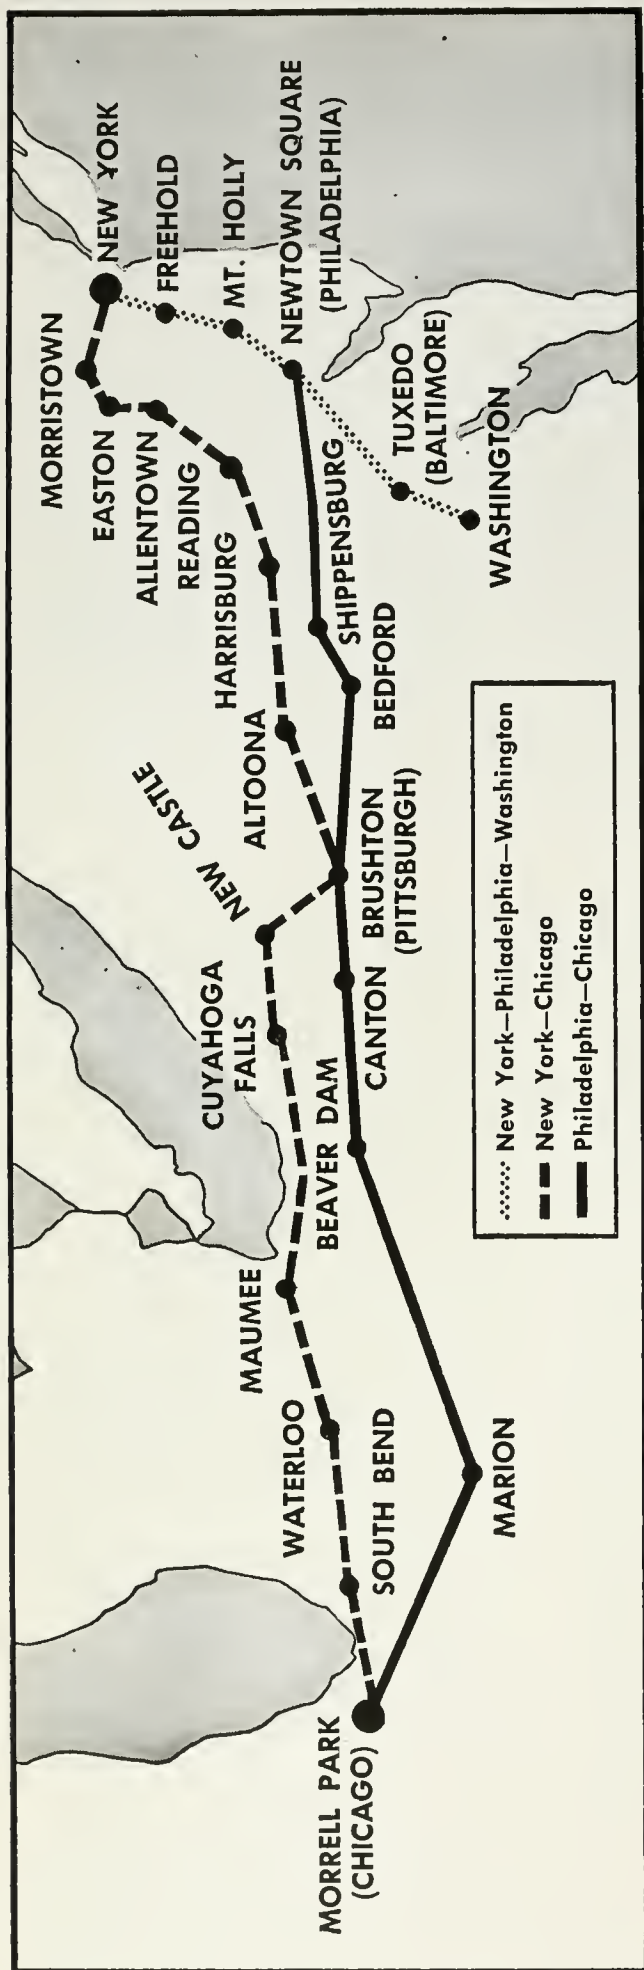 NEW YORK
FREEHOLD
MT. HOLLY
NEWTOWN SQUARE
(PHILADELPHIA)
TUXEDO
(BALTIMORE)
WASHINGTON
MORRISTOWN
EASTON
ALLENTOWN
READING
HARRISBURG
SHIPPENSBURG
BEDFORD
ALTOONA
NEW CASTLE
BRUSHTON
(PITTSBURGH)
CANTON
CUYAHOGA
FALLS
BEAVER DAM
MAUMEE
WATERLOO
SOUTH BEND
MARION
MORRELL PARK
(CHICAGO)
New York—Philadelphia—Washington
New York—Chicago
Philadelphia—Chicago